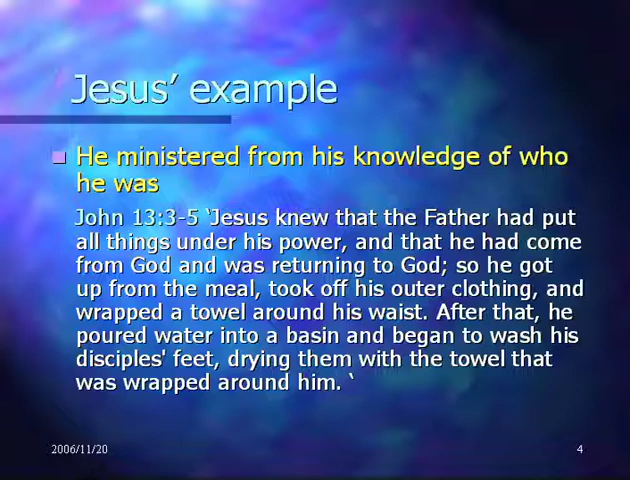 Jesus’ example
He ministered from his knowledge of who
he was
John 13:3-5 ‘Jesus knew that the Father had put
all things under his power, and that he had come
from God and was returning to God; so he got
up from the meal, took off his outer clothing, and
wrapped a towel around his waist. After that, he
poured water into a basin and began to wash his
disciples' feet, drying them with the towel that
was wrapped around him. ‘
2006/11/20
4